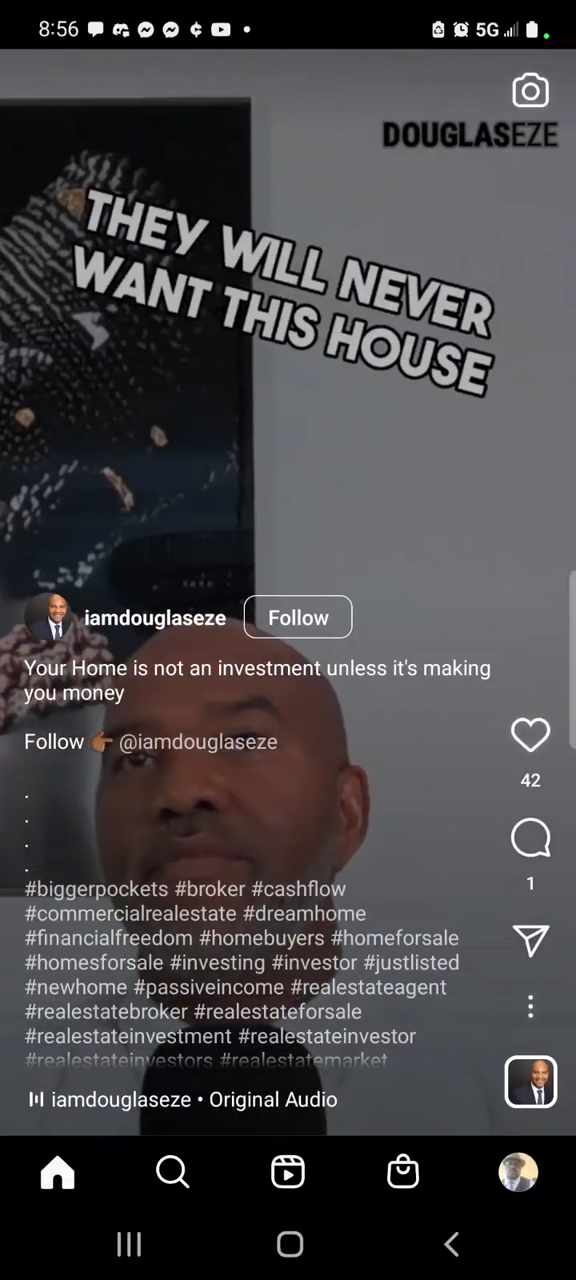 8:56
5G
DOUGLASEZE
THEY WILL NEVER
WANT THIS HOUSE
iamdouglaseze
Follow
Your Home is not an investment unless it's making
you money
Follow 👉🏽 @iamdouglaseze
.
.
.
.
42
1
#biggerpockets #broker #cashflow
#commercialrealestate #dreamhome
#financialfreedom #homebuyers #homeforsale
#homesforsale #investing #investor #justlisted
#newhome #passiveincome #realestateagent
#realestatebroker #realestateforsale
#realestateinvestment #realestateinvestor
#realestateinvestors #realestatemarket
iamdouglaseze • Original Audio